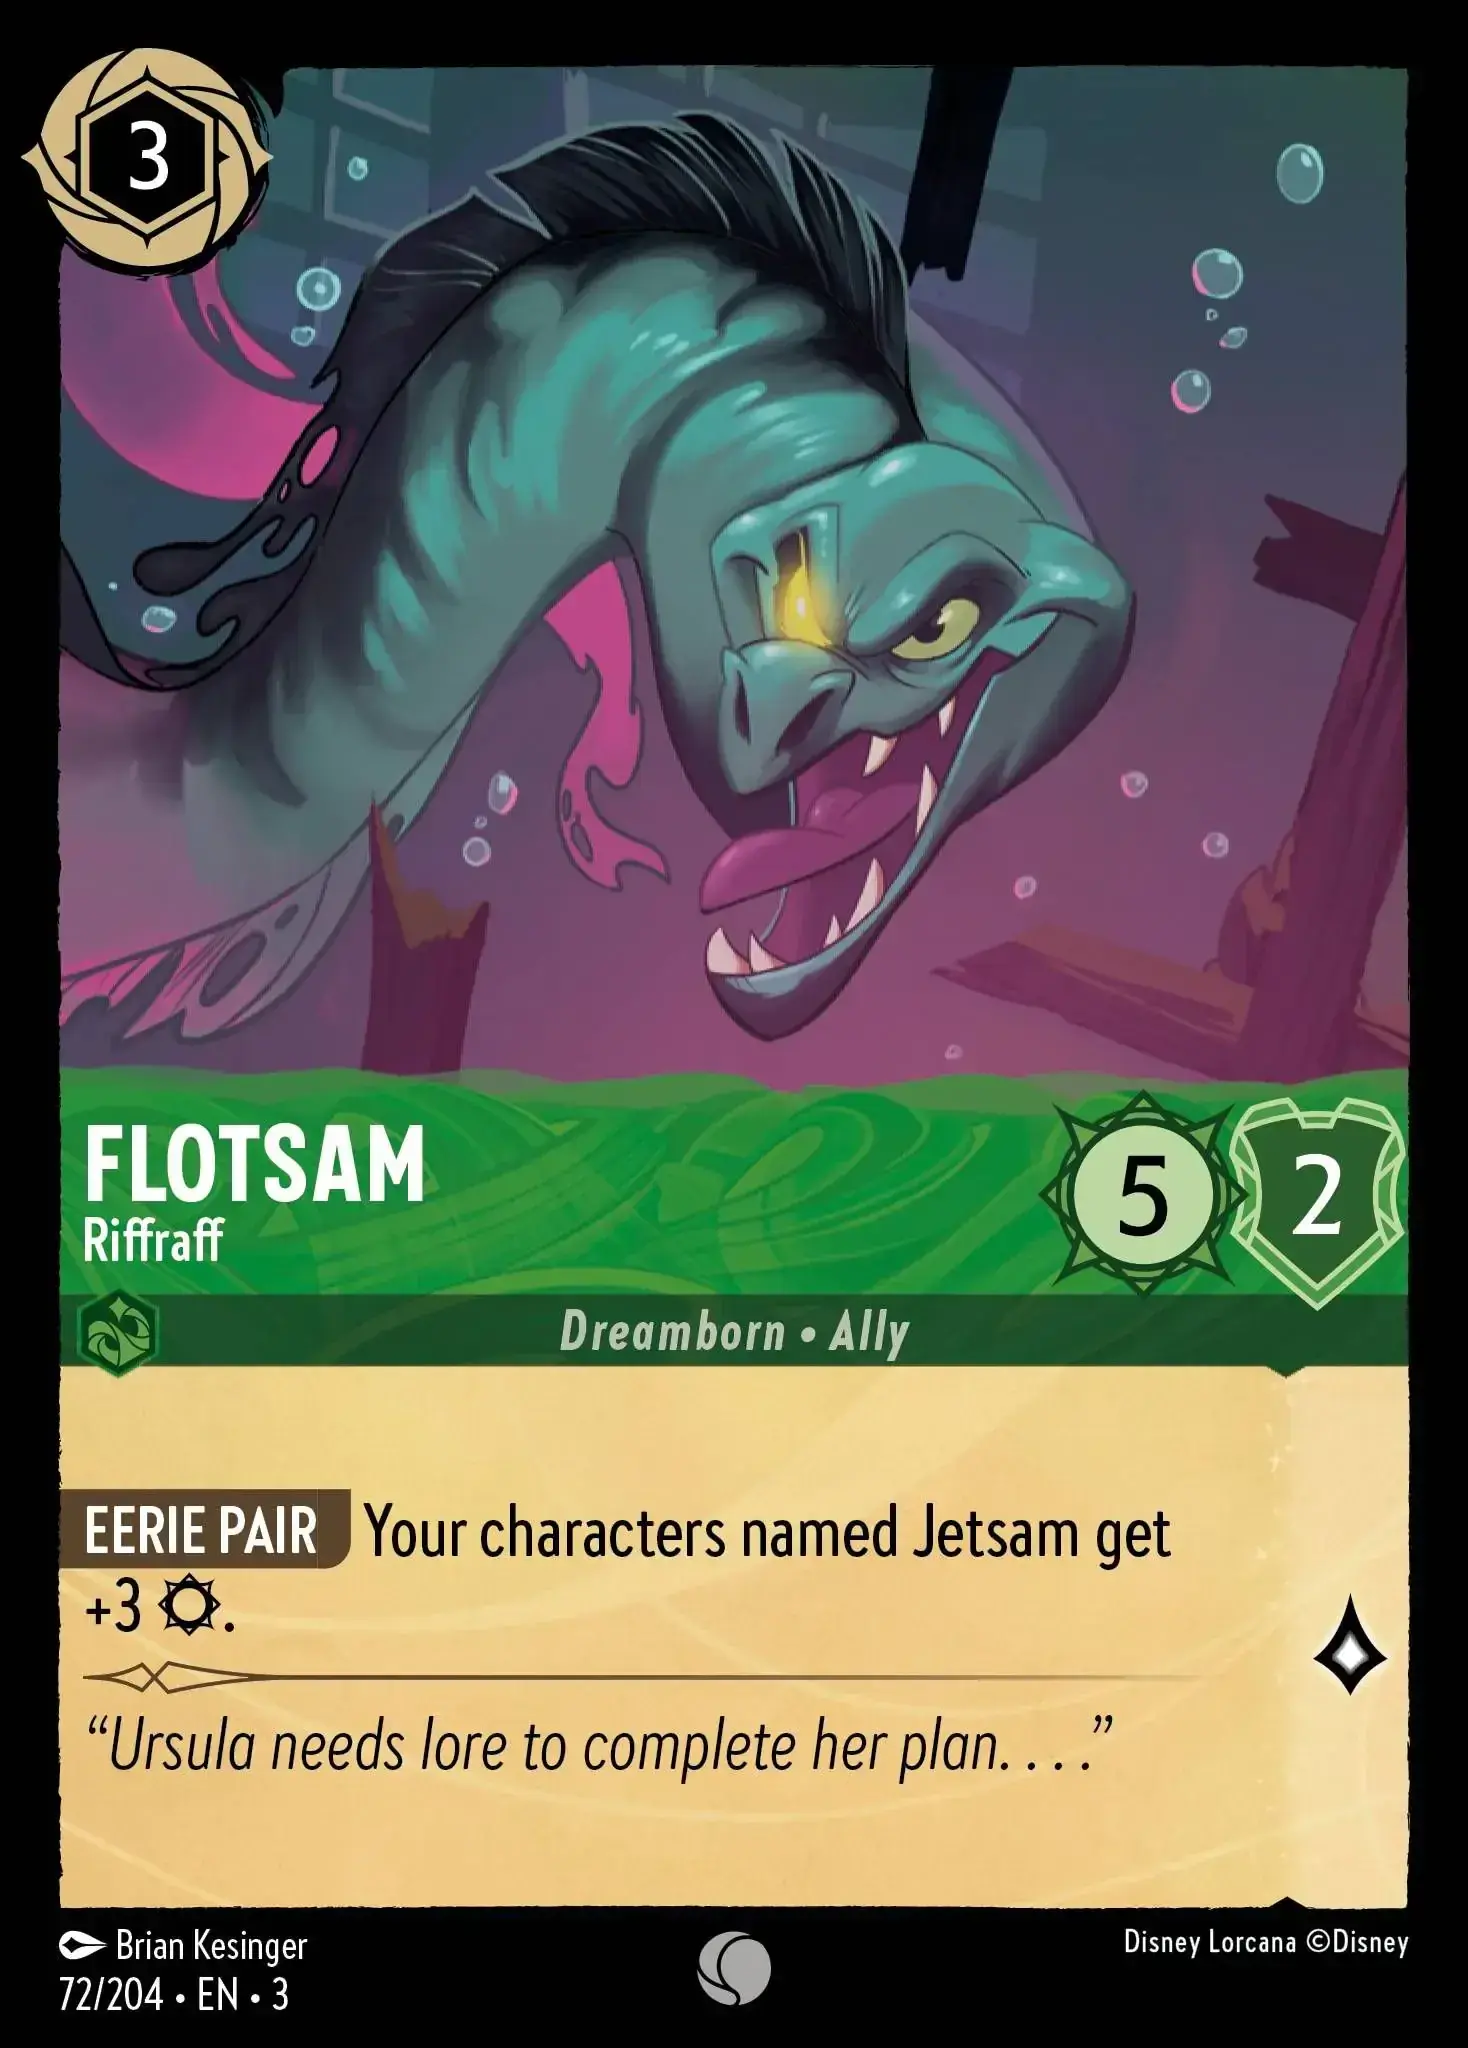 3
FLOTSAM
Riffraff
5
2
Dreamborn • Ally
EERIE PAIR Your characters named Jetsam get
+3 .
“Ursula needs lore to complete her plan. . . .”
Brian Kesinger
Disney Lorcana ©Disney
72/204 • EN • 3